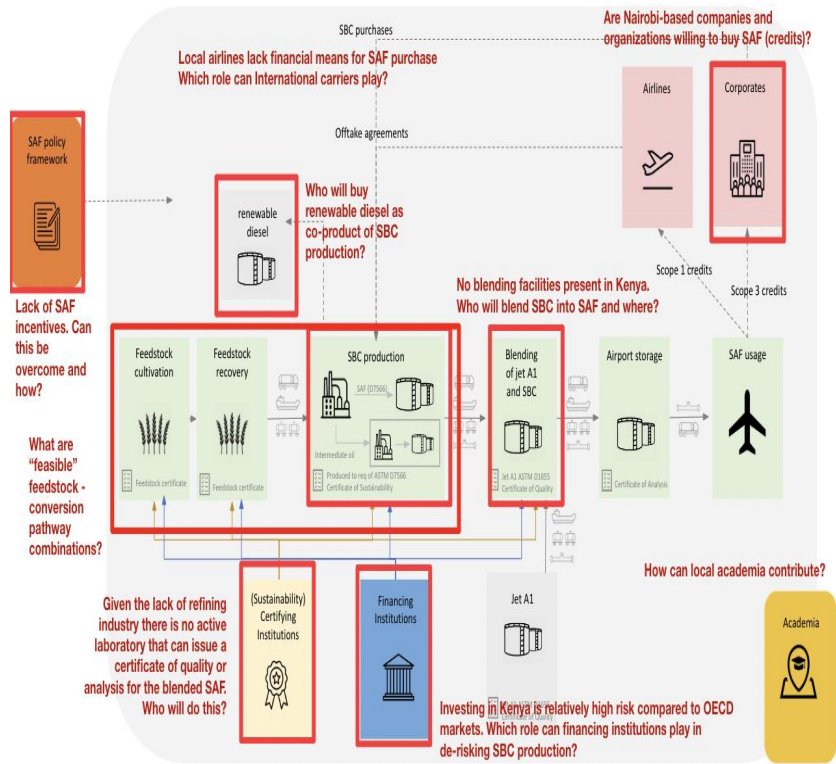 SBC purchases
Are Nairobi-based companies and
organizations willing to buy SAF (credits)?
Local airlines lack financial means for SAF purchase
Which role can International carriers play?
Airlines
Corporates
SAF policy
framework
Offtake agreements
renewable
diesel
Who will buy
renewable diesel as
co-product of SBC
production?
Scope 1 credits
Scope 3 credits
No blending facilities present in Kenya.
Who will blend SBC into SAF and where?
Lack of SAF
incentives. Can
this be
overcome and
how?
Feedstock
cultivation
Feedstock certificate
Feedstock
recovery
Feedstock certificate
SBC production
SAF (D7566)
Intermediate oil
Produced to req of ASTM D7566
Certificate of Sustainability
Blending
of jet A1
and SBC
Jet A1 ASTM D1655
Certificate of Quality
Airport storage
Certificate of Analysis
SAF usage
What are
“feasible”
feedstock -
conversion
pathway
combinations?
Given the lack of refining
industry there is no active
laboratory that can issue a
certificate of quality or
analysis for the blended SAF.
Who will do this?
(Sustainability)
Certifying
Institutions
Financing
Institutions
Jet A1
Certificate of Quality
Investing in Kenya is relatively high risk compared to OECD
markets. Which role can financing institutions play in
de-risking SBC production?
How can local academia contribute?
Academia